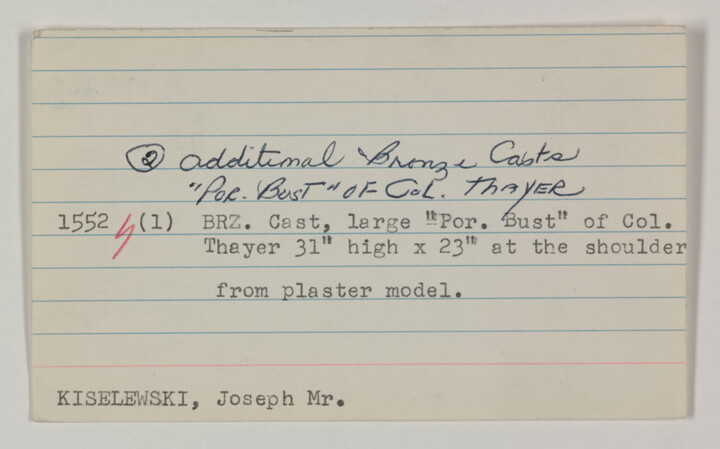 ② additional Bronze Casts
"Por. Bust" OF COL. THAYER
1552 (1) BRZ. Cast, large "Por. Bust" of Col.
Thayer 31" high x 23" at the shoulder
from plaster model.
KISELEWSKI, Joseph Mr.